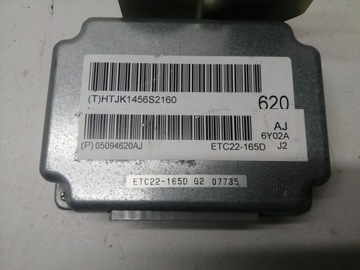 (T)HTJK1456S2160
620
AJ
6Y02A
(P) 05094620AJ
ETC22-165D
J2
ETC22-165D G2 07735